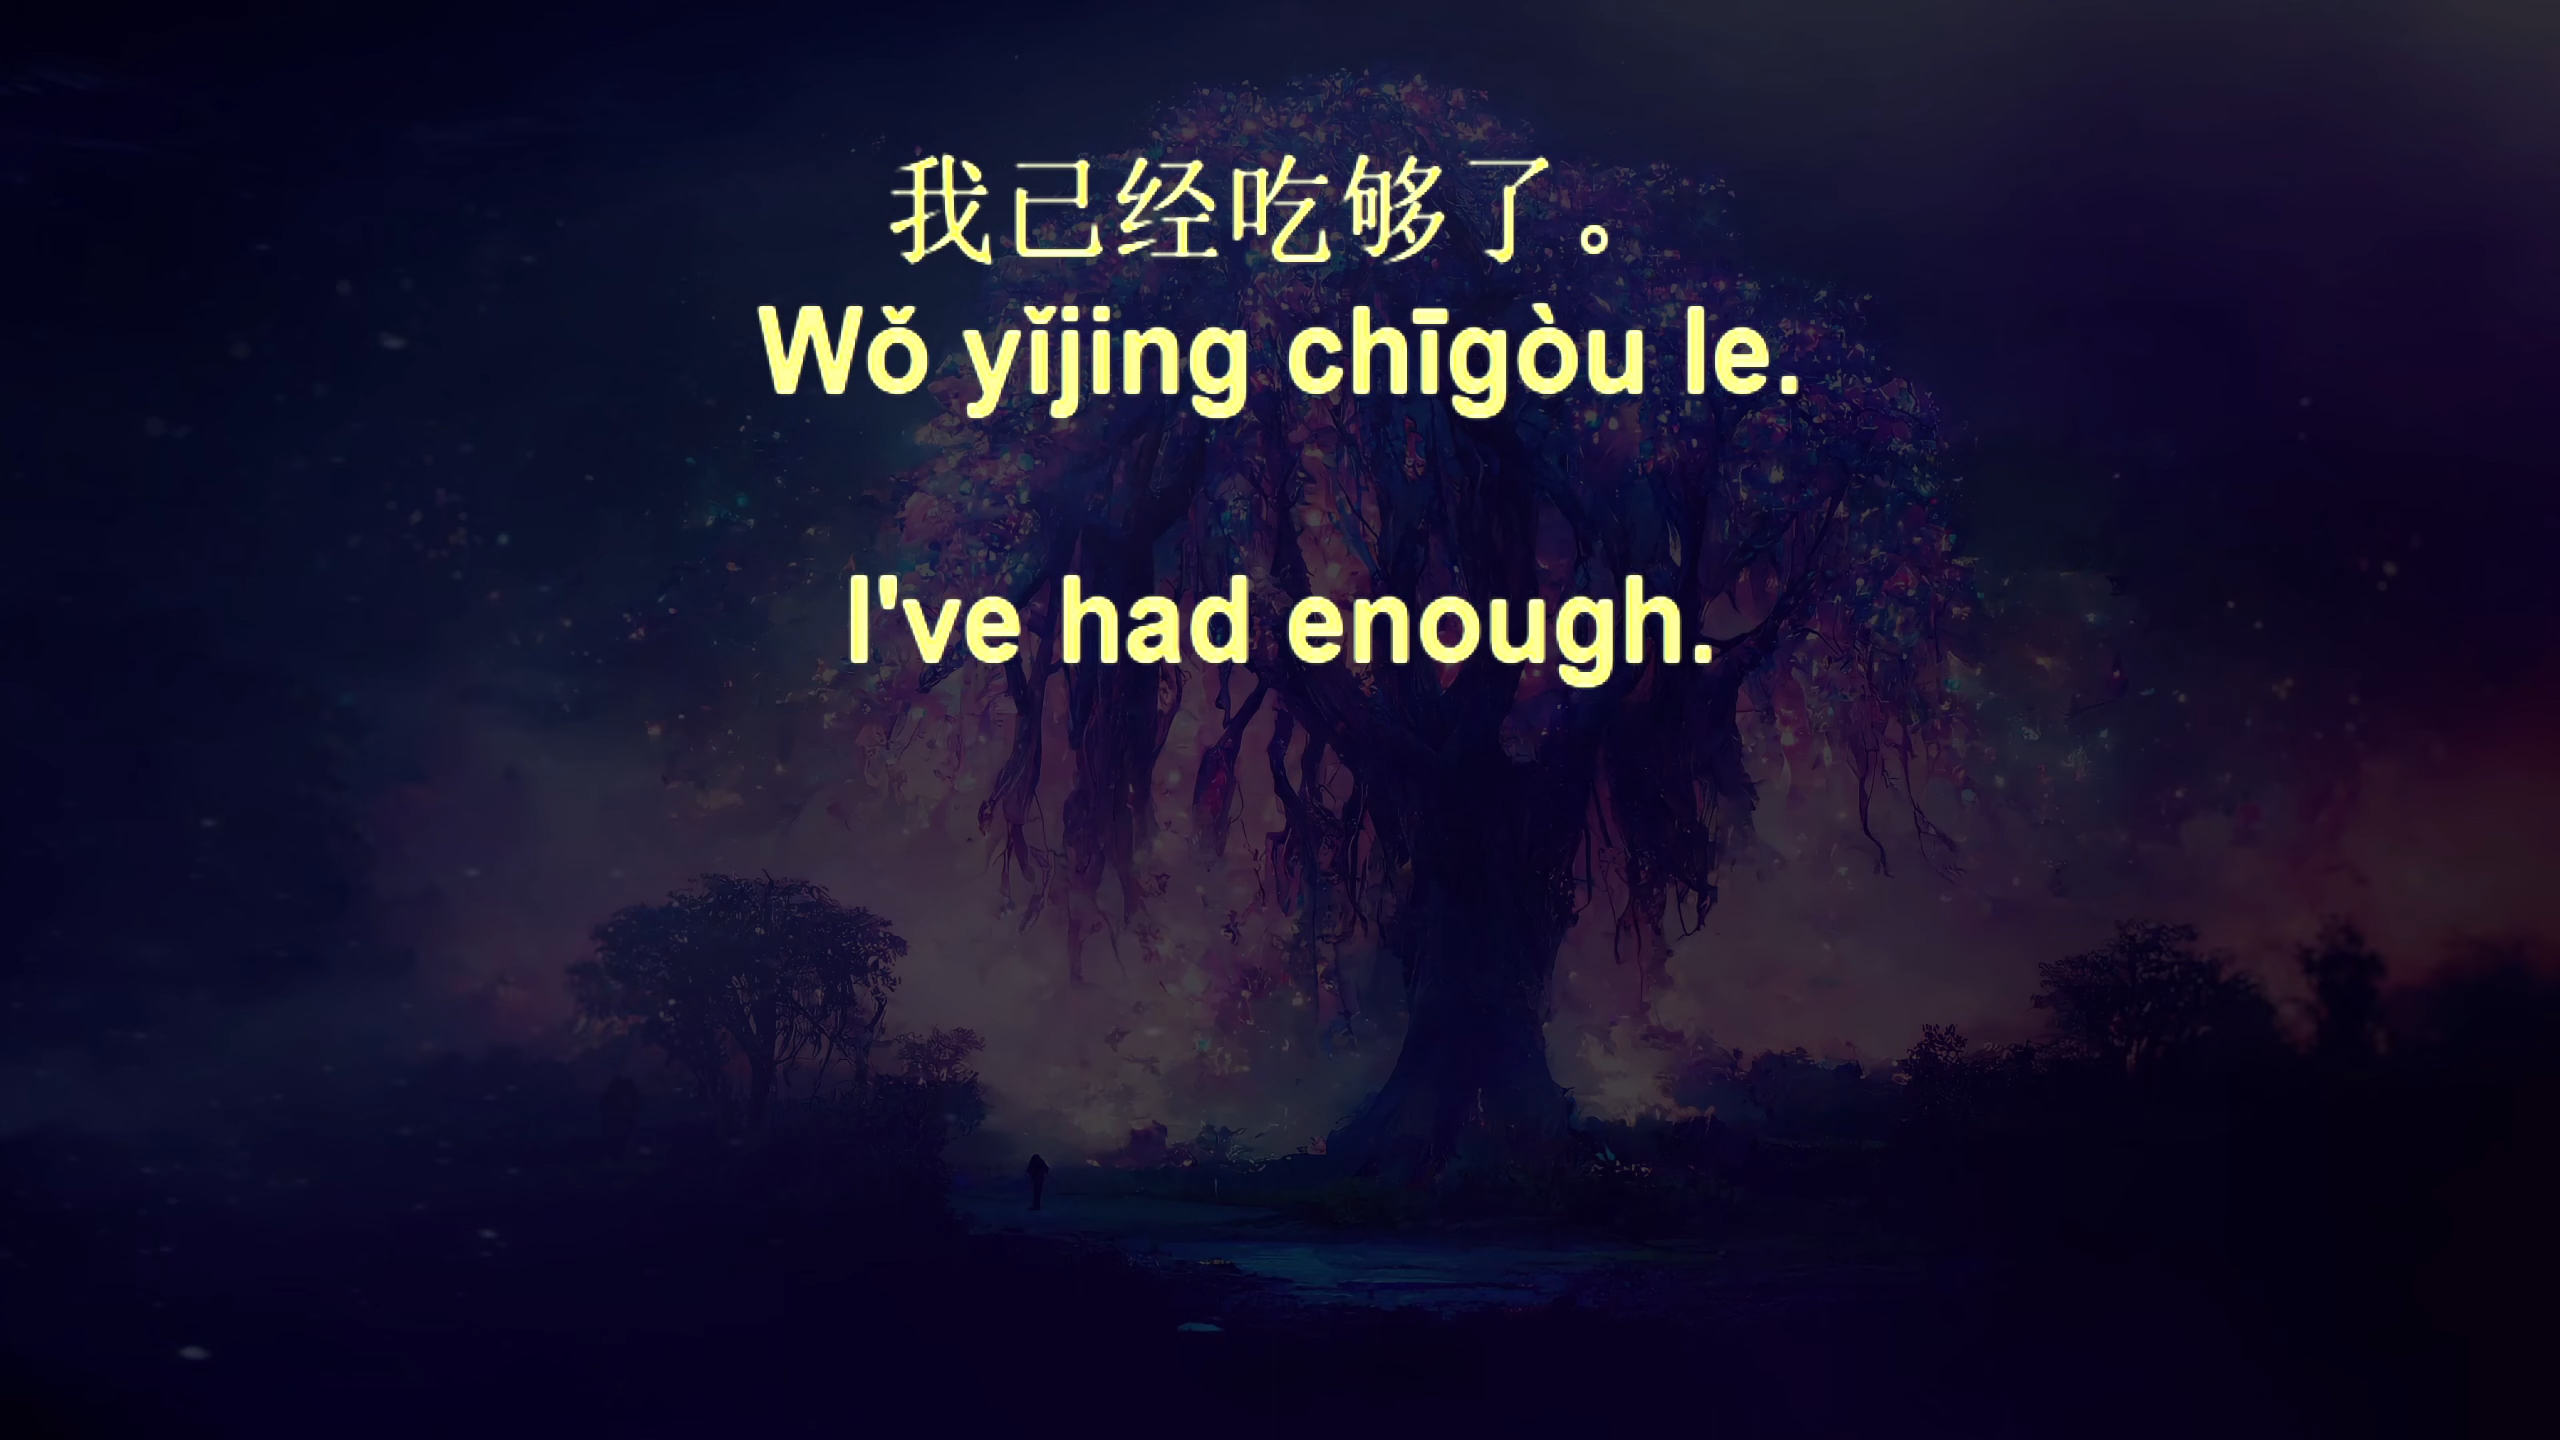 我已经吃够了。
Wǒ yǐjing chīgòu le.
I've had enough.